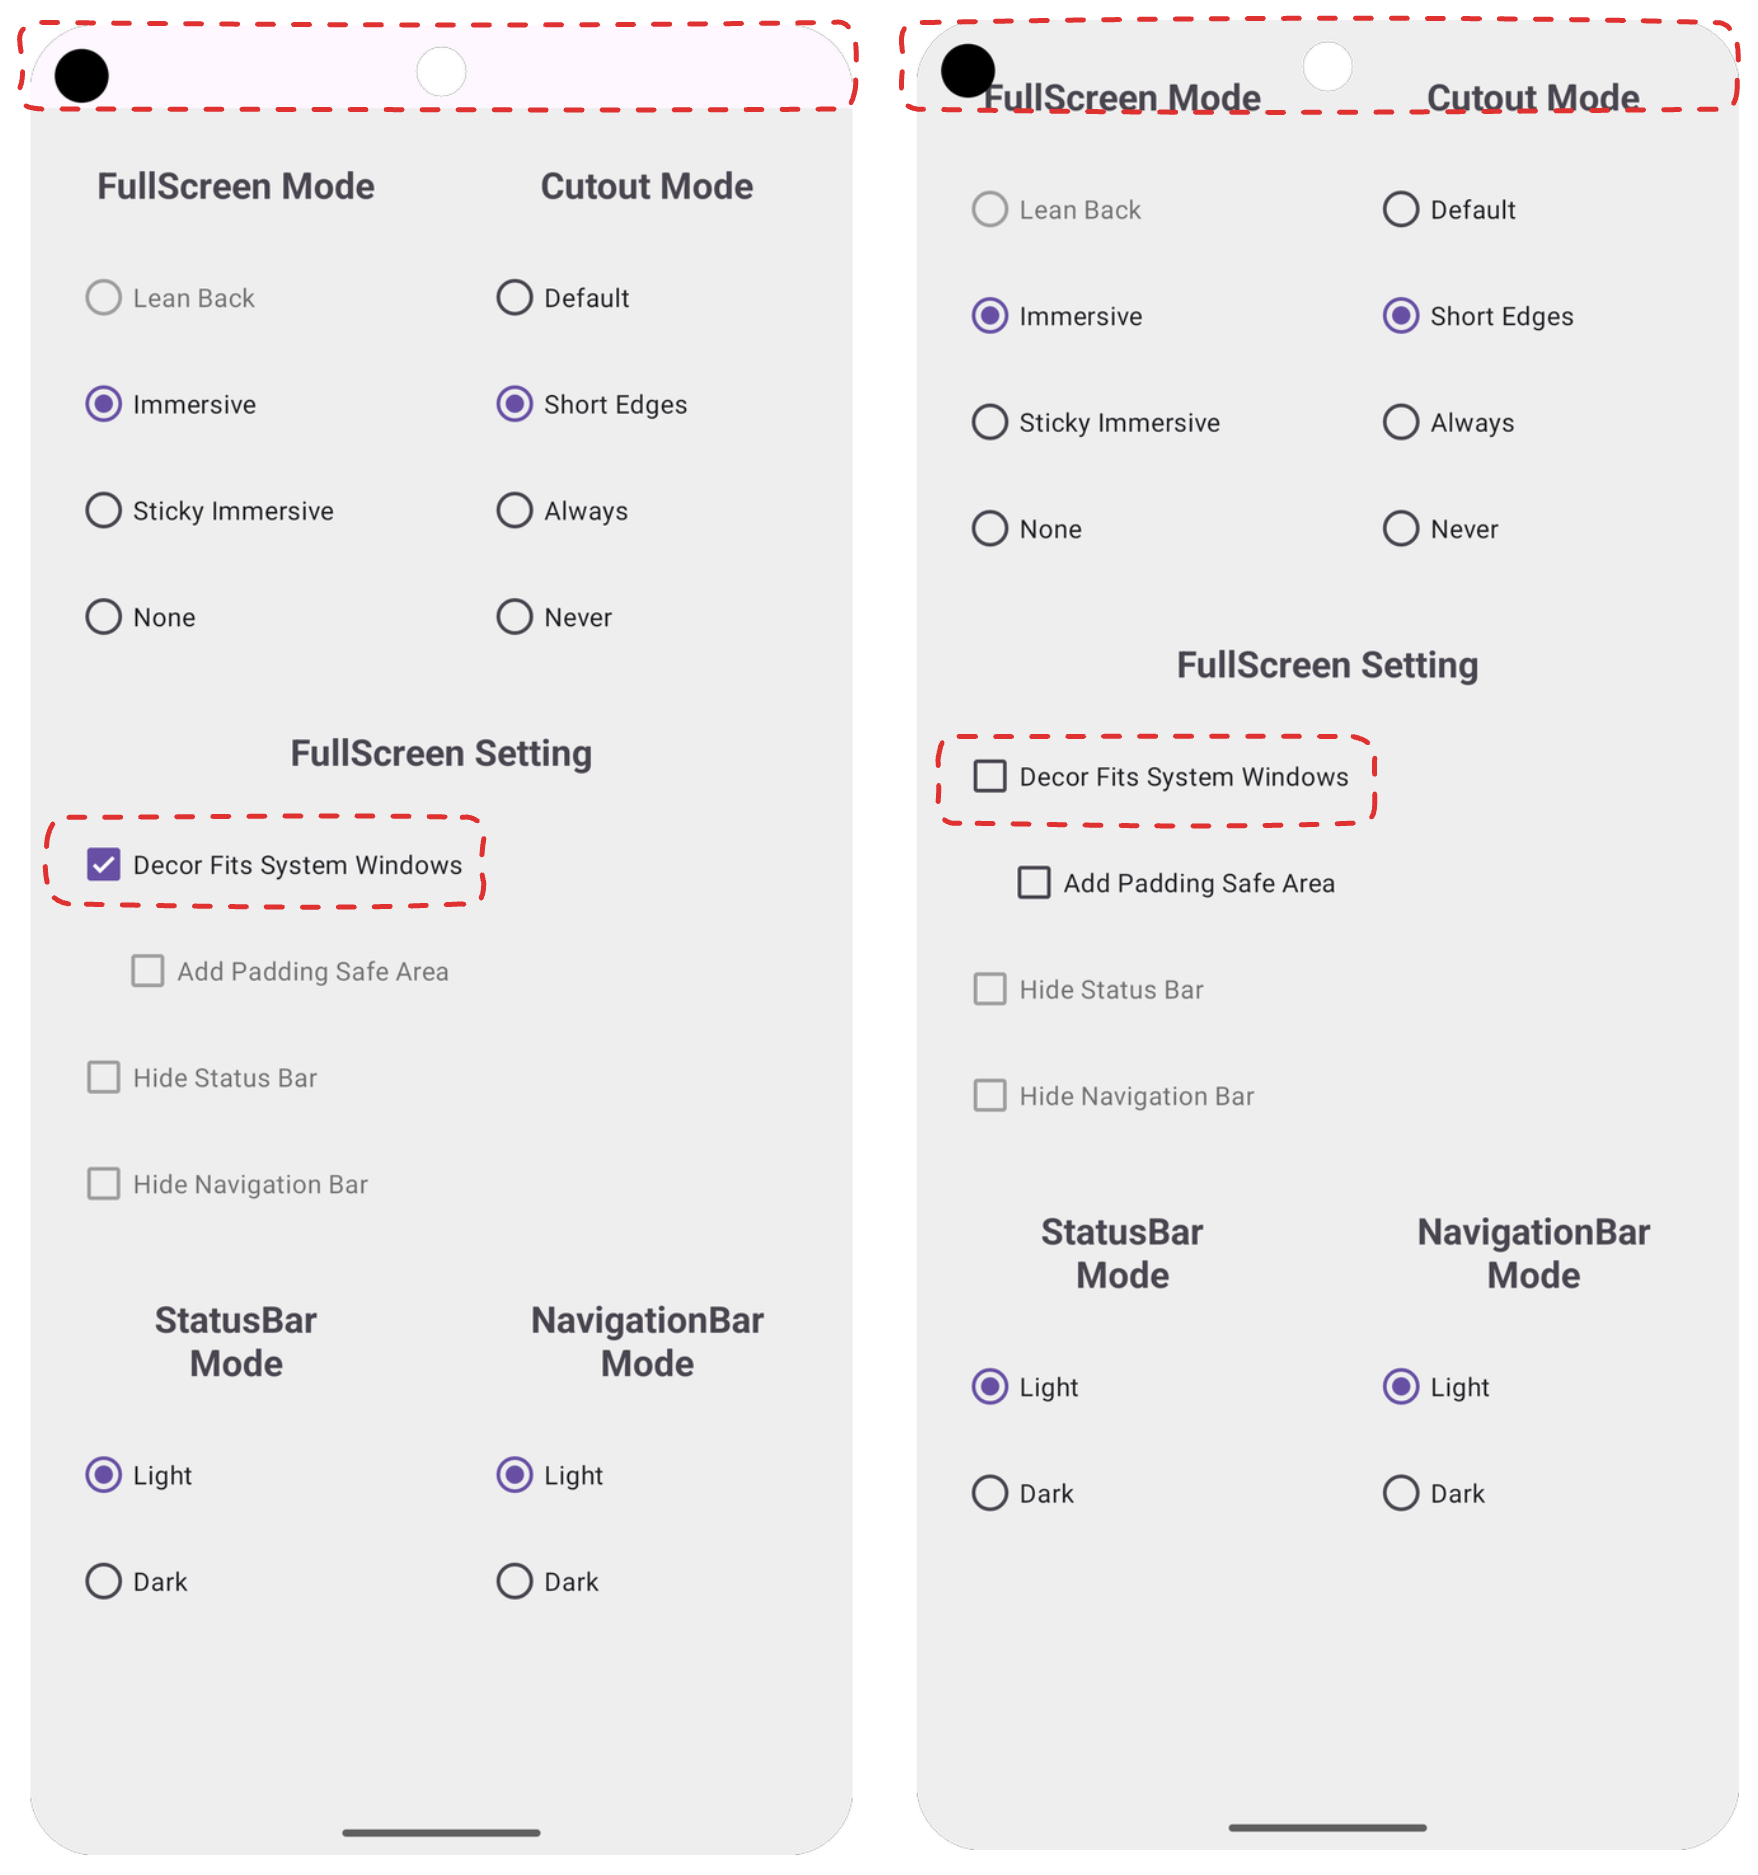 FullScreen Mode
Cutout Mode
Lean Back
Default
Immersive
Short Edges
Sticky Immersive
Always
None
Never
FullScreen Setting
Decor Fits System Windows
Add Padding Safe Area
Hide Status Bar
Hide Navigation Bar
StatusBar
Mode
NavigationBar
Mode
Light
Light
Dark
Dark
FullScreen Mode
Cutout Mode
Lean Back
Default
Immersive
Short Edges
Sticky Immersive
Always
None
Never
FullScreen Setting
Decor Fits System Windows
Add Padding Safe Area
Hide Status Bar
Hide Navigation Bar
StatusBar
Mode
NavigationBar
Mode
Light
Light
Dark
Dark